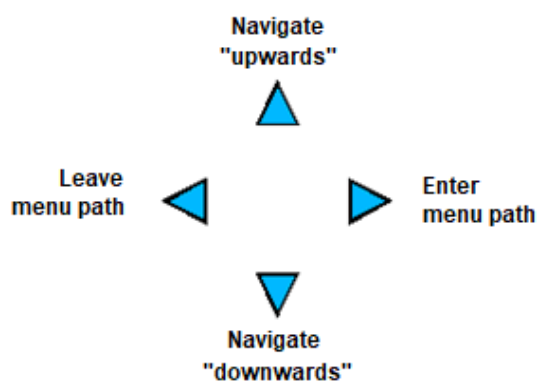 Navigate
"upwards"
Leave
menu path
Enter
menu path
Navigate
"downwards"